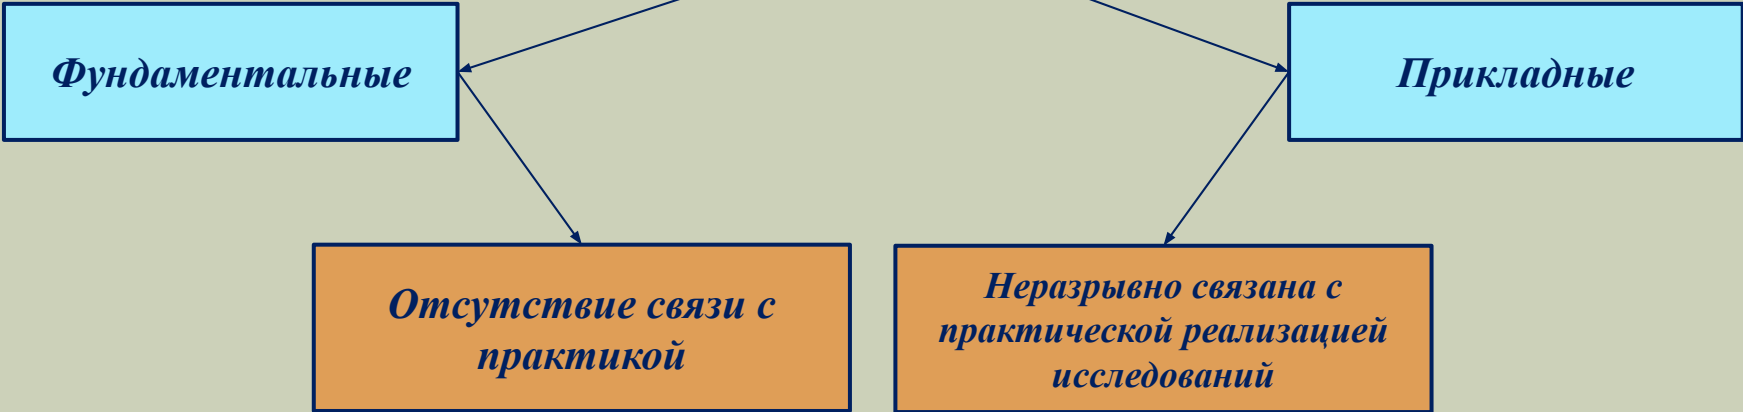 Фундаментальные
Прикладные
Отсутствие связи с
практикой
Неразрывно связана с
практической реализацией
исследований